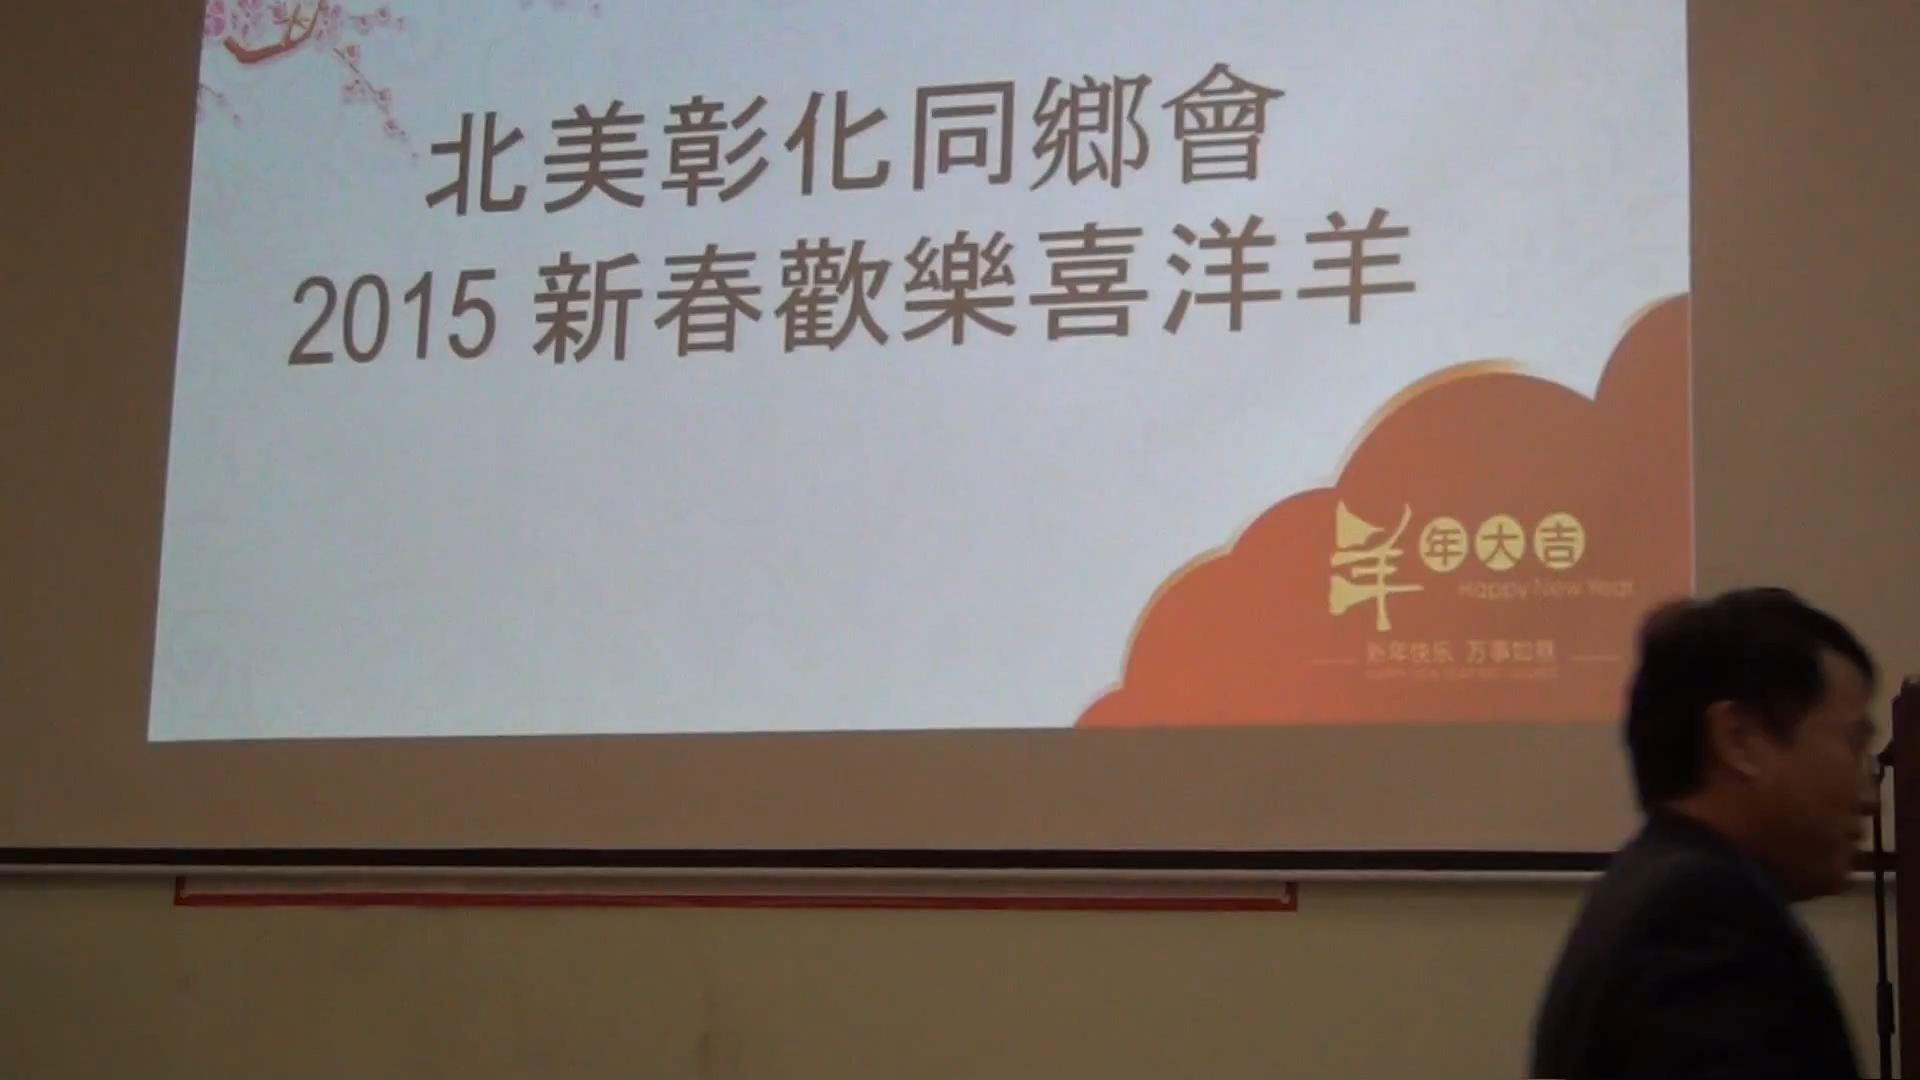 北美彰化同鄉會
2015 新春歡樂喜洋羊
羊年大吉
Happy New Year
新年快乐 万事如意